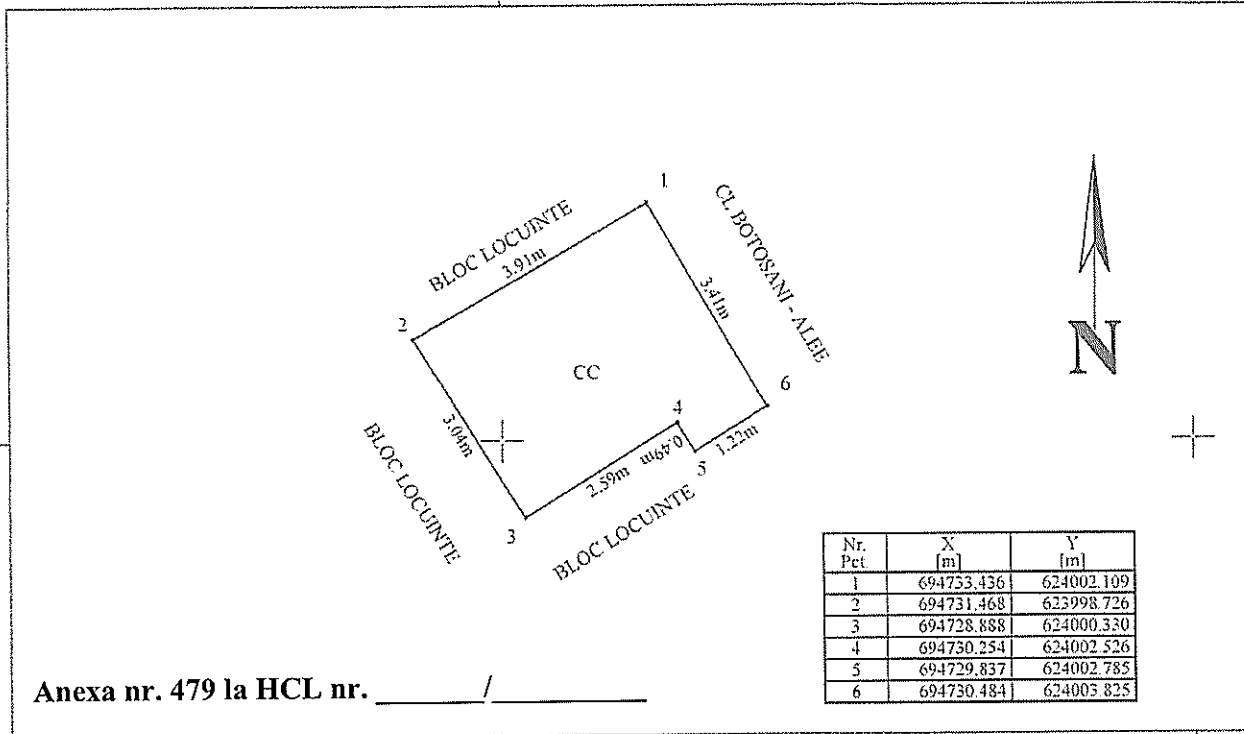 1
CL. BOTOSANI - ALEE
BLOC LOCUINTE
3.91m
3.41m
2
N
CC
6
4
3.04m
0.49m
1.22m
5
2.59m
BLOC LOCUINTE
3
BLOC LOCUINTE
Nr. Pct. X [m] Y [m]
1 694733.436 624002.109
2 694731.468 623998.726
3 694728.888 624000.330
4 694730.254 624002.526
5 694729.837 624002.785
6 694730.484 624003.825
Anexa nr. 479 la HCL nr. ______/__________